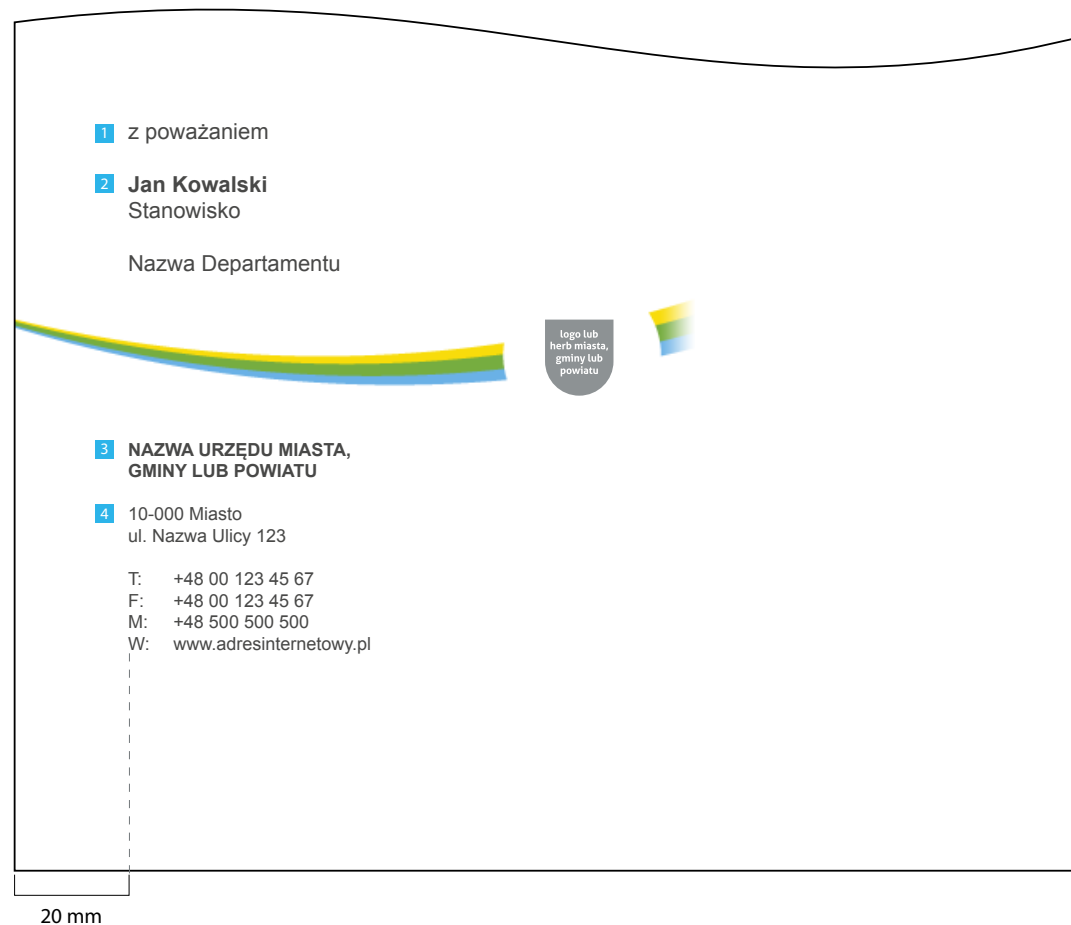 1 z poważaniem
2 Jan Kowalski
Stanowisko
Nazwa Departamentu
logo lub
herb miasta,
gminy lub
powiatu
3 NAZWA URZĘDU MIASTA,
GMINY LUB POWIATU
4 10-000 Miasto
ul. Nazwa Ulicy 123
T: +48 00 123 45 67
F: +48 00 123 45 67
M: +48 500 500 500
W: www.adresinternetowy.pl
20 mm